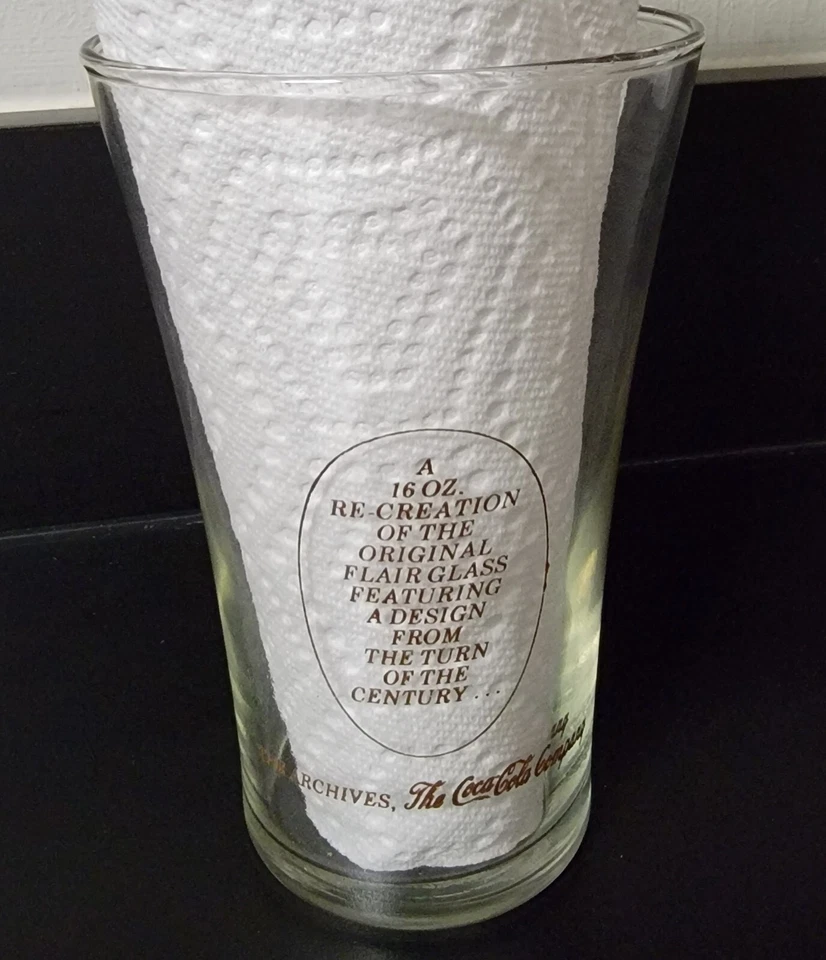 A
16 OZ.
RE-CREATION
OF THE
ORIGINAL
FLAIR GLASS
FEATURING
A DESIGN
FROM
THE TURN
OF THE
CENTURY...
THE ARCHIVES, The Coca-Cola Company